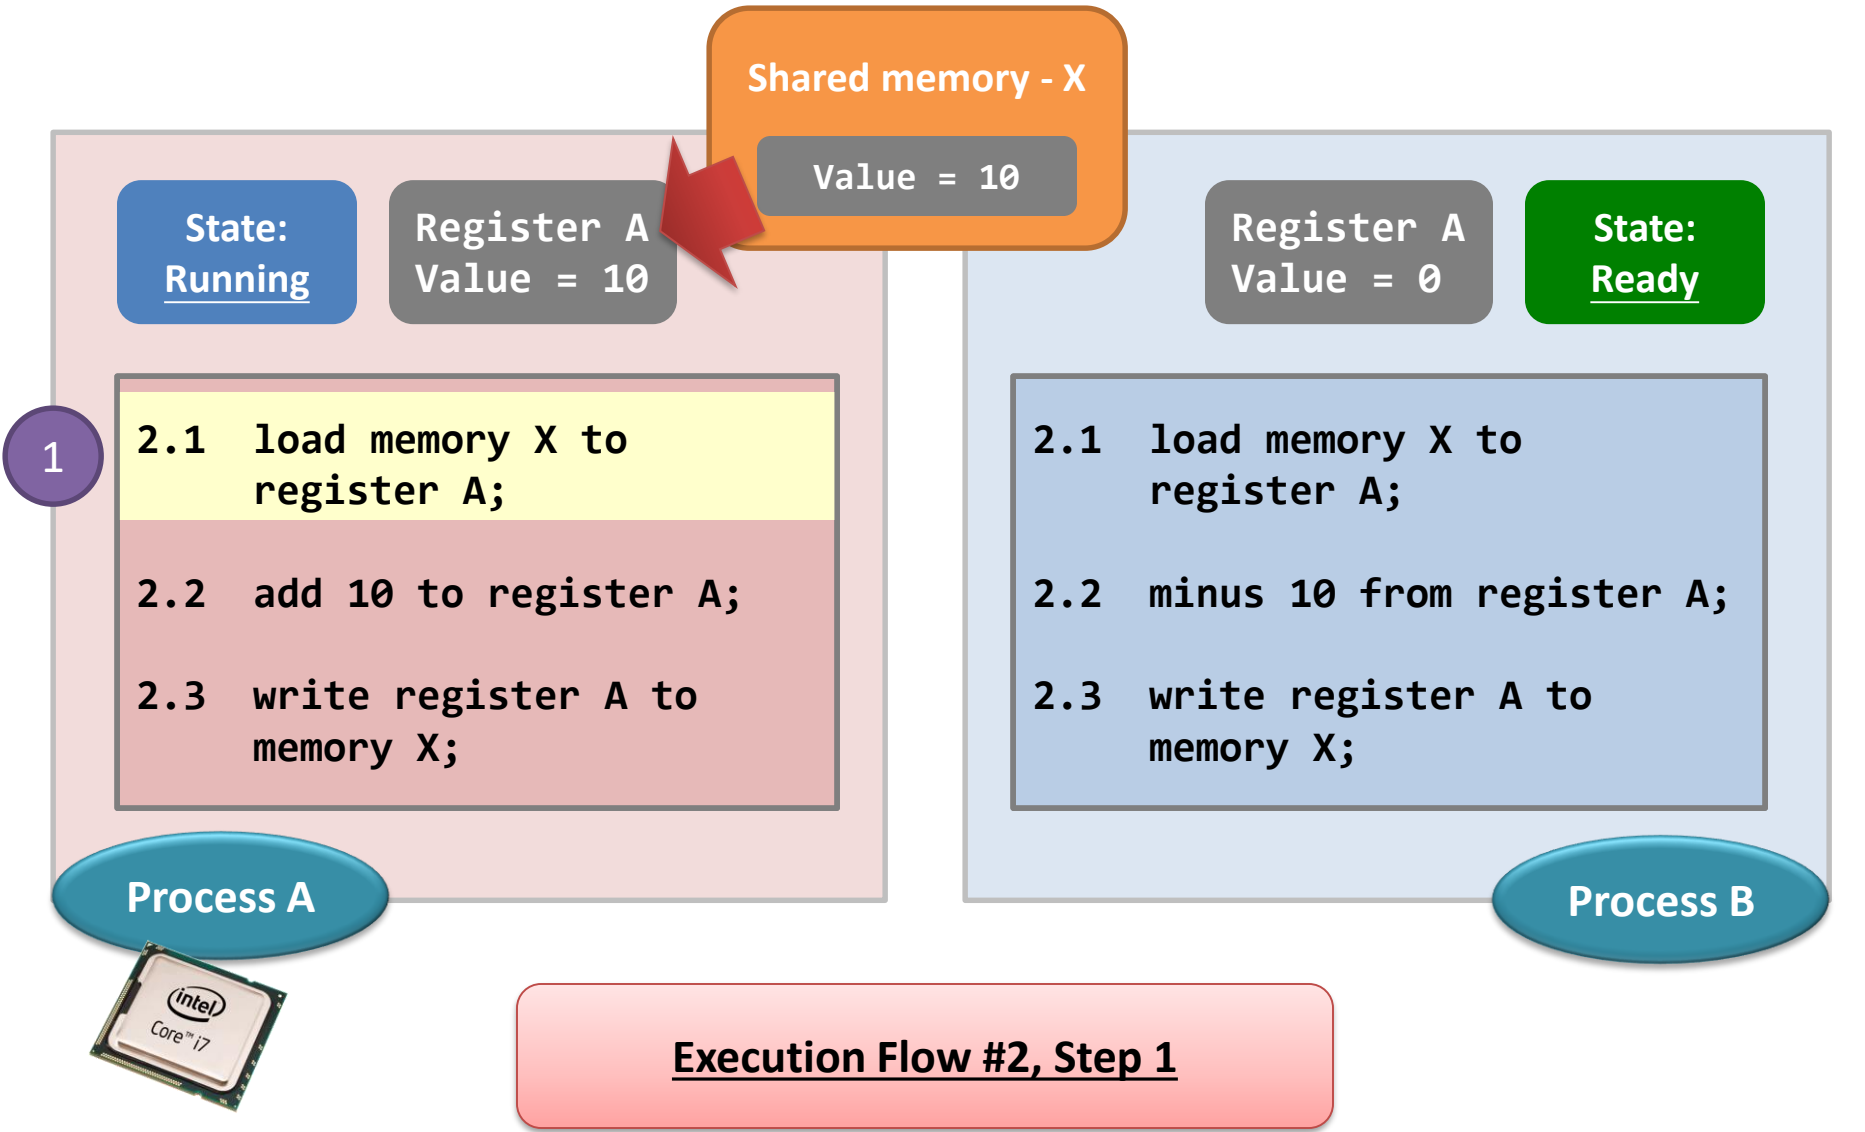 Shared memory - X
Value = 10
State:
Running
Register A
Value = 10
Register A
Value = 0
State:
Ready
1
2.1 load memory X to
register A;
2.2 add 10 to register A;
2.3 write register A to
memory X;
2.1 load memory X to
register A;
2.2 minus 10 from register A;
2.3 write register A to
memory X;
Process A
Process B
intel
Core™ i7
Execution Flow #2, Step 1